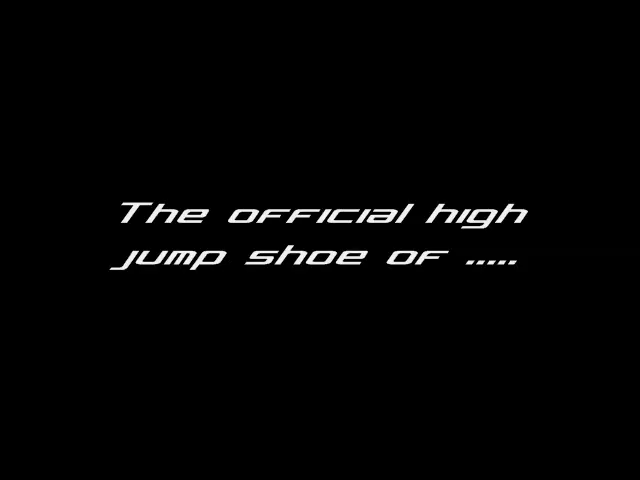 The official high
jump shoe of .....